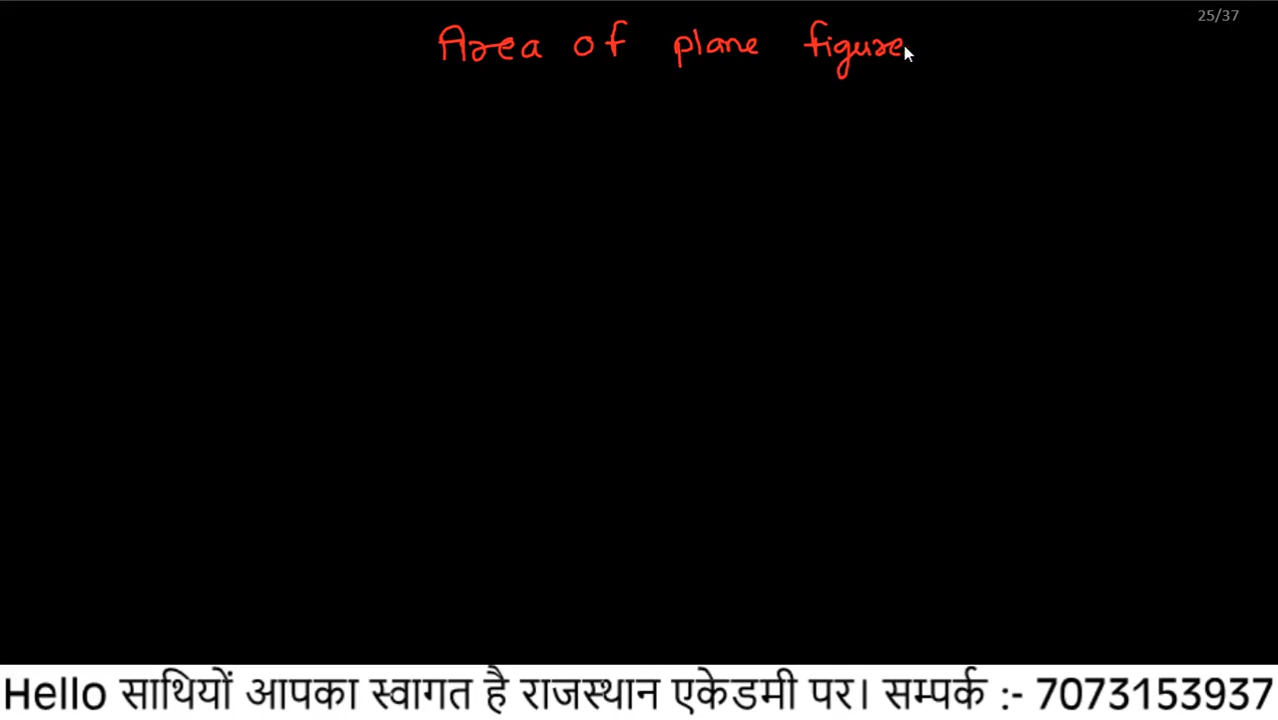 25/37
Area of plane figure
Hello साथियों आपका स्वागत है राजस्थान एकेडमी पर। सम्पर्क :- 7073153937